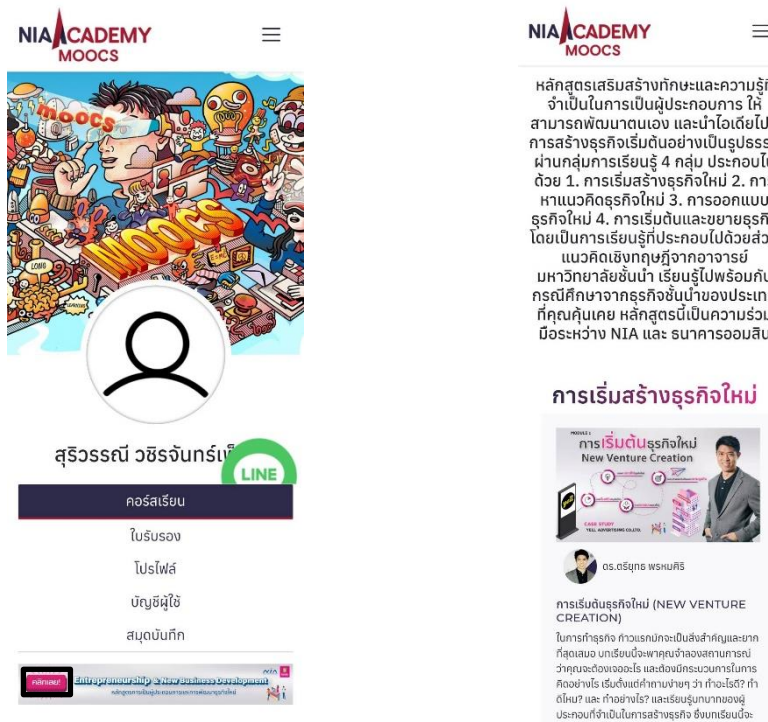 NIA ACADEMY
MOOCS
moocs
MOOCS
LONG
LEARNING
สุริวรรณี วชิรจันทร์เพ็
LINE
คอร์สเรียน
ใบรับรอง
โปรไฟล์
บัญชีผู้ใช้
สมุดบันทึก
คลิกเลย!
Entrepreneurship & New Business Development
NIA ACADEMY
MOOCS
หลักสูตรเสริมสร้างทักษะและความรู้ที่
จำเป็นในการเป็นผู้ประกอบการ ให้
สามารถพัฒนาตนเอง และนำไอเดียไป
การสร้างธุรกิจเริ่มต้นอย่างเป็นรูปธรร
ผ่านกลุ่มการเรียนรู้ 4 กลุ่ม ประกอบไ
ด้วย 1. การเริ่มสร้างธุรกิจใหม่ 2. กา
หาแนวคิดธุรกิจใหม่ 3. การออกแบบ
ธุรกิจใหม่ 4. การเริ่มต้นและขยายธุรกิ
โดยเป็นการเรียนรู้ที่ประกอบไปด้วยส่ว
แนวคิดเชิงทฤษฎีจากอาจารย์
มหาวิทยาลัยชั้นนำ เรียนรู้ไปพร้อมกั
กรณีศึกษาจากธุรกิจชั้นนำของประเท
ที่คุณคุ้นเคย หลักสูตรนี้เป็นความร่วม
มือระหว่าง NIA และ ธนาคารออมสิน
การเริ่มสร้างธุรกิจใหม่
MODULE 1
การเริ่มต้นธุรกิจใหม่
New Venture Creation
CASE STUDY
YELL ADVERTISING CO.,LTD.
ดร.ตรียุทธ พรหมศิริ
การเริ่มต้นธุรกิจใหม่ (NEW VENTURE
CREATION)
ในการทำธุรกิจ ก้าวแรกมักจะเป็นสิ่งสำคัญและยาก
ที่สุดเสมอ บทเรียนนี้จะพาคุณจำลองสถานการณ์
ว่าคุณจะต้องเจออะไร และต้องมีกระบวนการในการ
คิดอย่างไร เริ่มตั้งแต่คำถามง่ายๆ ว่า ทำอะไรดี? ทำ
ดีไหม? และ ทำอย่างไร? และเรียนรู้บทบาทของผู้
ประกอบที่จำเป็นในการสร้างธุรกิจ ซึ่งบทเรียนนี้จะ